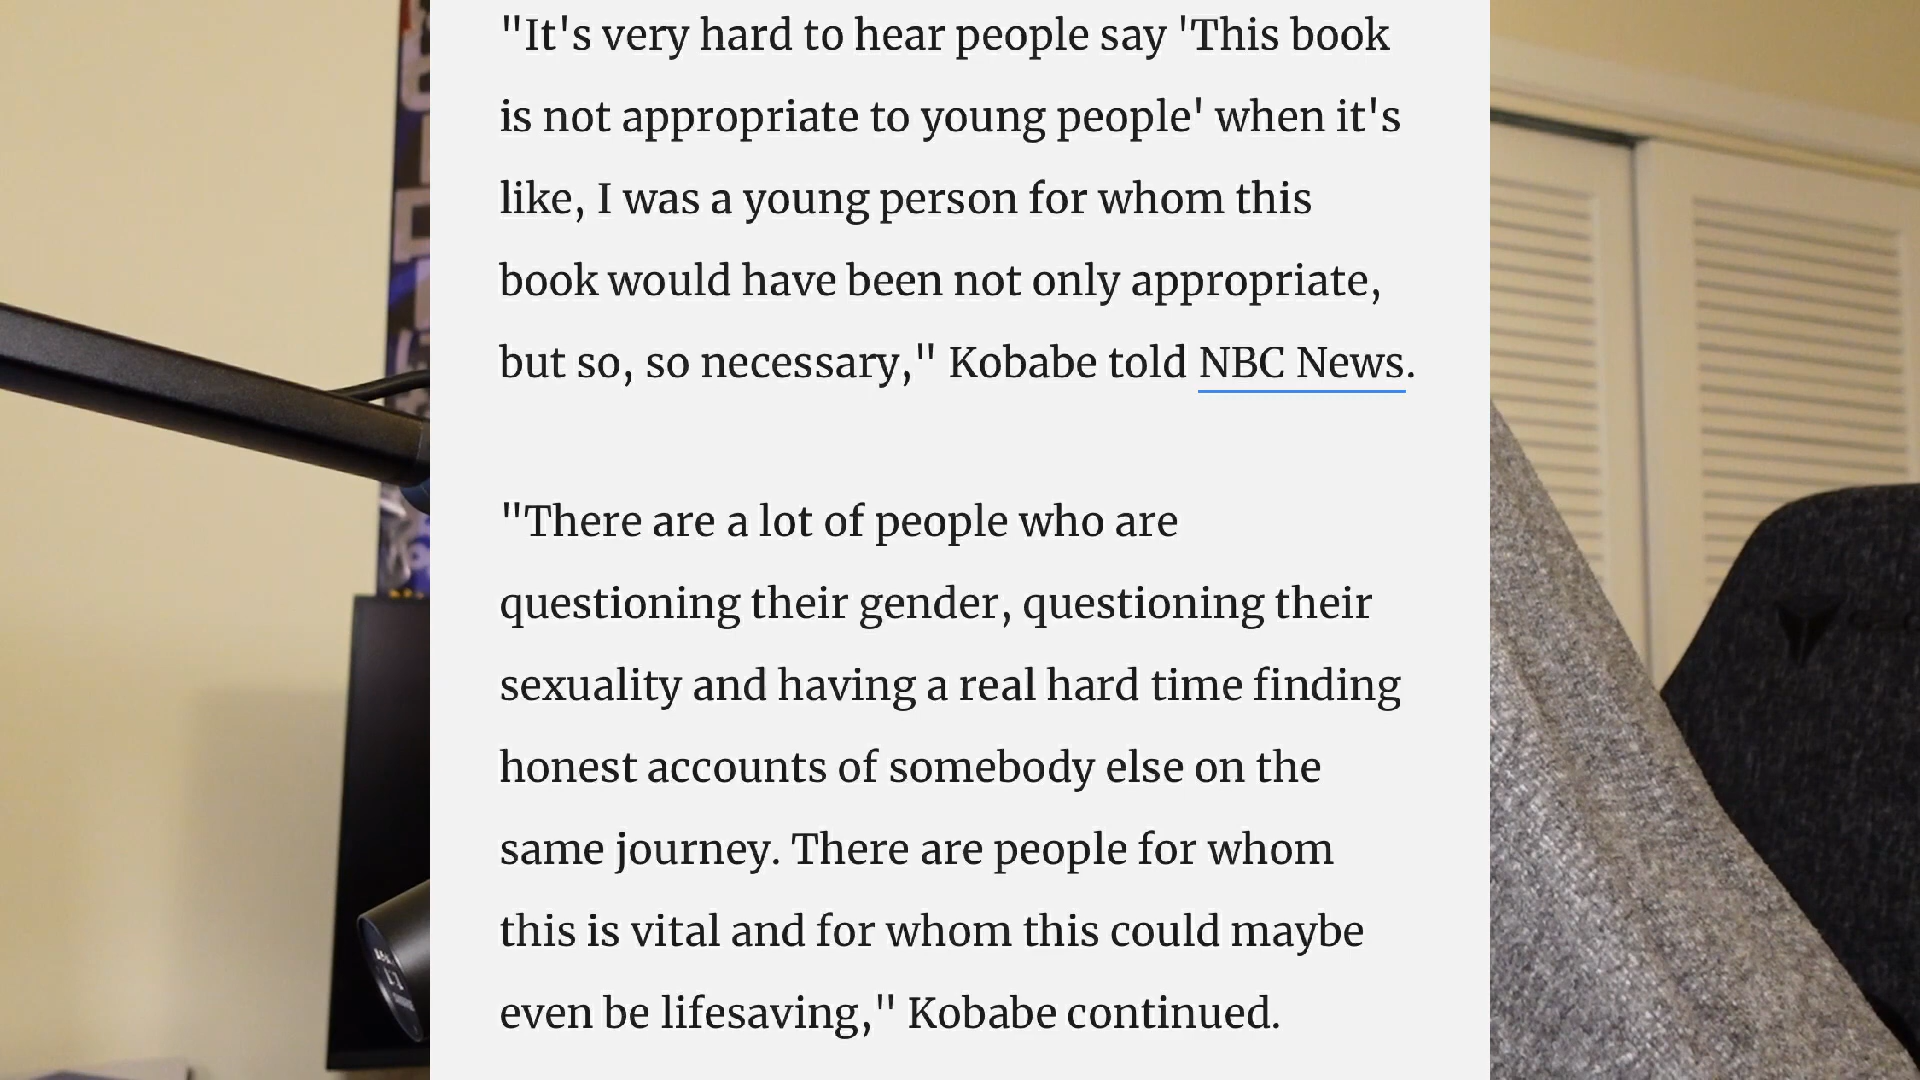 "It's very hard to hear people say 'This book
is not appropriate to young people' when it's
like, I was a young person for whom this
book would have been not only appropriate,
but so, so necessary," Kobabe told NBC News.
"There are a lot of people who are
questioning their gender, questioning their
sexuality and having a real hard time finding
honest accounts of somebody else on the
same journey. There are people for whom
this is vital and for whom this could maybe
even be lifesaving," Kobabe continued.